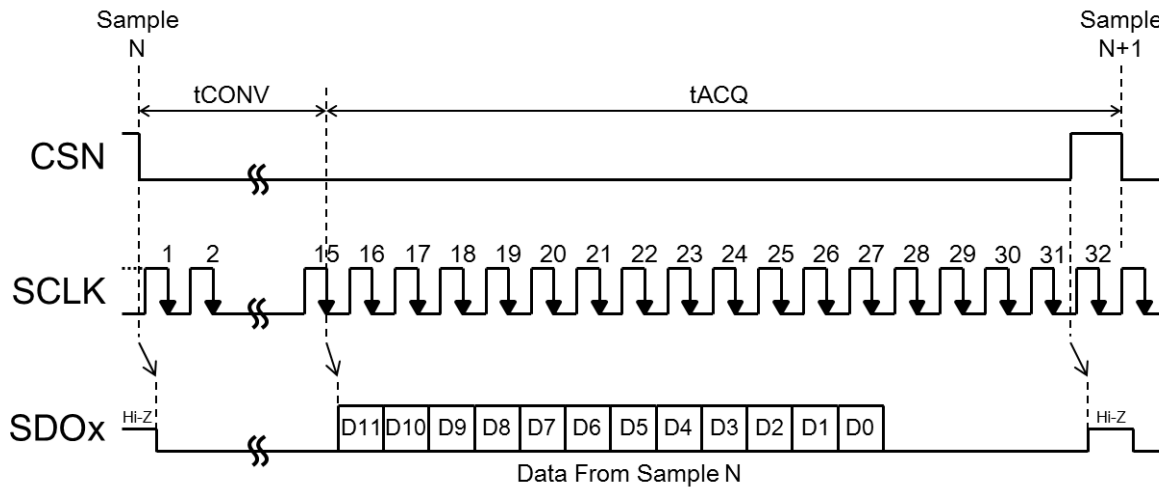 Sample
N
Sample
N+1
tCONV
tACQ
CSN
1 2 15 16 17 18 19 20 21 22 23 24 25 26 27 28 29 30 31 32
SCLK
Hi-Z
Hi-Z
SDOx
D11 D10 D9 D8 D7 D6 D5 D4 D3 D2 D1 D0
Data From Sample N